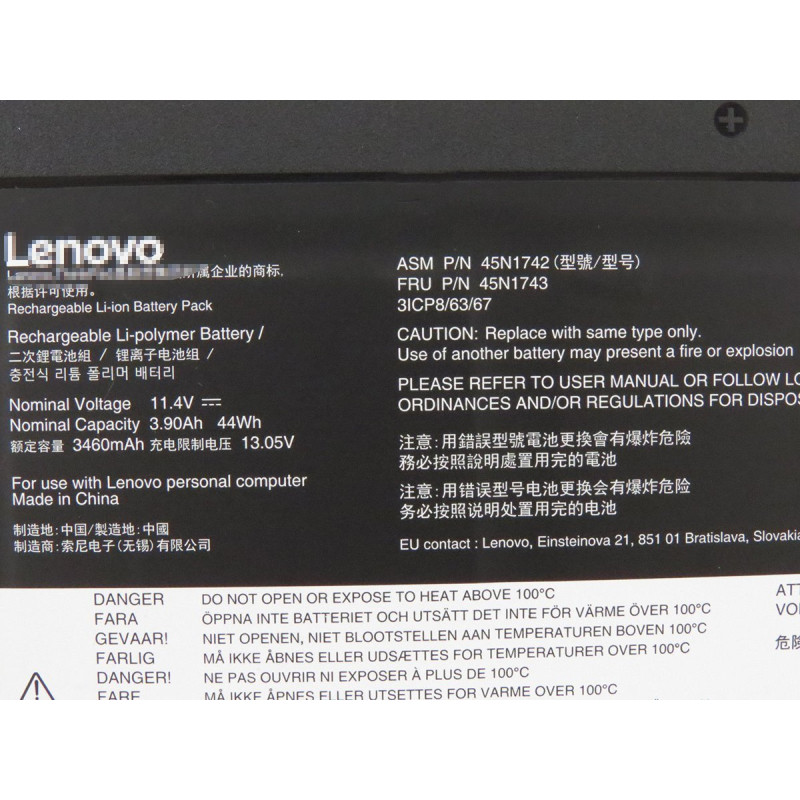 Lenovo
所属企业的商标,
根据许可使用。
Rechargeable Li-ion Battery Pack
Rechargeable Li-polymer Battery /
二次鋰電池組 / 锂离子电池组 /
충전식 리튬 폴리머 배터리
Nominal Voltage 11.4V ⎓
Nominal Capacity 3.90Ah 44Wh
额定容量 3460mAh 充电限制电压 13.05V
For use with Lenovo personal computer
Made in China
制造地: 中国/製造地: 中國
制造商: 索尼电子(无锡)有限公司
ASM P/N 45N1742 (型號/型号)
FRU P/N 45N1743
3ICP8/63/67
CAUTION: Replace with same type only.
Use of another battery may present a fire or explosion
PLEASE REFER TO USER MANUAL OR FOLLOW LO
ORDINANCES AND/OR REGULATIONS FOR DISPOS
注意: 用錯誤型號電池更換會有爆炸危險
務必按照說明處置用完的電池
注意: 用错误型号电池更换会有爆炸危险
务必按照说明处置用完的电池
EU contact : Lenovo, Einsteinova 21, 851 01 Bratislava, Slovakia
DANGER DO NOT OPEN OR EXPOSE TO HEAT ABOVE 100°C
FARA ÖPPNA INTE BATTERIET OCH UTSÄTT DET INTE FÖR VÄRME ÖVER 100°C
GEVAAR! NIET OPENEN, NIET BLOOTSTELLEN AAN TEMPERATUREN BOVEN 100°C
FARLIG MÅ IKKE ÅBNES ELLER UDSÆTTES FOR TEMPERATURER OVER 100°C
DANGER! NE PAS OUVRIR NI EXPOSER À PLUS DE 100°C
FARE MÅ IKKE ÅPNES ELLER UTSETTES FOR VARME OVER 100°C
ATT
VOR
危險